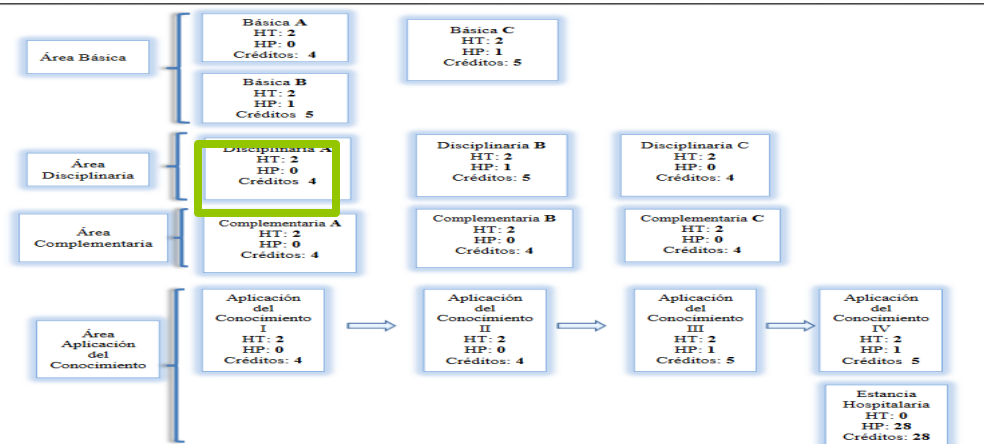 Área Básica
Básica A
HT: 2
HP: 0
Créditos: 4
Básica C
HT: 2
HP: 1
Créditos: 5
Básica B
HT: 2
HP: 1
Créditos 5
Área
Disciplinaria
Disciplinaria A
HT: 2
HP: 0
Créditos 4
Disciplinaria B
HT: 2
HP: 1
Créditos: 5
Disciplinaria C
HT: 2
HP: 0
Créditos: 4
Área
Complementaria
Complementaria A
HT: 2
HP: 0
Créditos: 4
Complementaria B
HT: 2
HP: 0
Créditos: 4
Complementaria C
HT: 2
HP: 0
Créditos: 4
Área
Aplicación
del
Conocimiento
Aplicación
del
Conocimiento
I
HT: 2
HP: 0
Créditos: 4
Aplicación
del
Conocimiento
II
HT: 2
HP: 0
Créditos: 4
Aplicación
del
Conocimiento
III
HT: 2
HP: 1
Créditos: 5
Aplicación
del
Conocimiento
IV
HT: 2
HP: 1
Créditos 5
Estancia
Hospitalaria
HT: 0
HP: 28
Créditos: 28